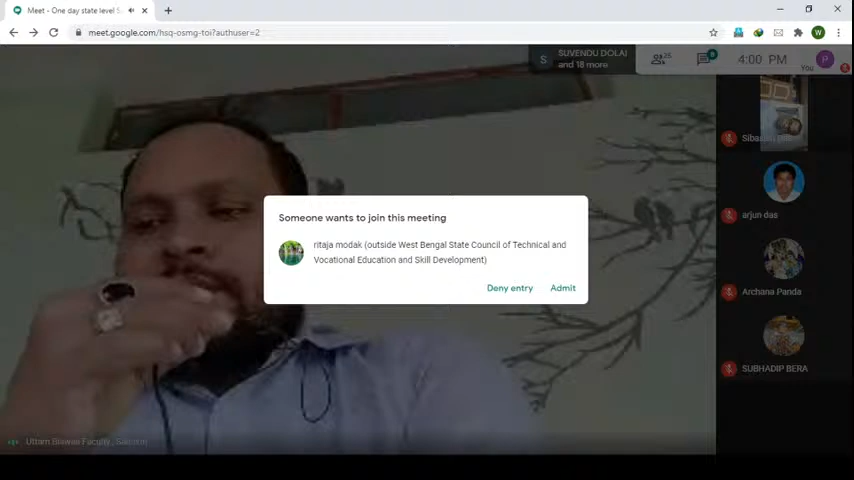 Meet - One day state level S
meet.google.com/hsq-osmg-toi?authuser=2
W
S
SUVENDU DOLAI
and 18 more
25
4:00 PM
You
P
Someone wants to join this meeting
ritaja modak (outside West Bengal State Council of Technical and
Vocational Education and Skill Development)
Deny entry
Admit
arjun das
Archana Panda
SUBHADIP BERA
Uttam Biswas Faculty